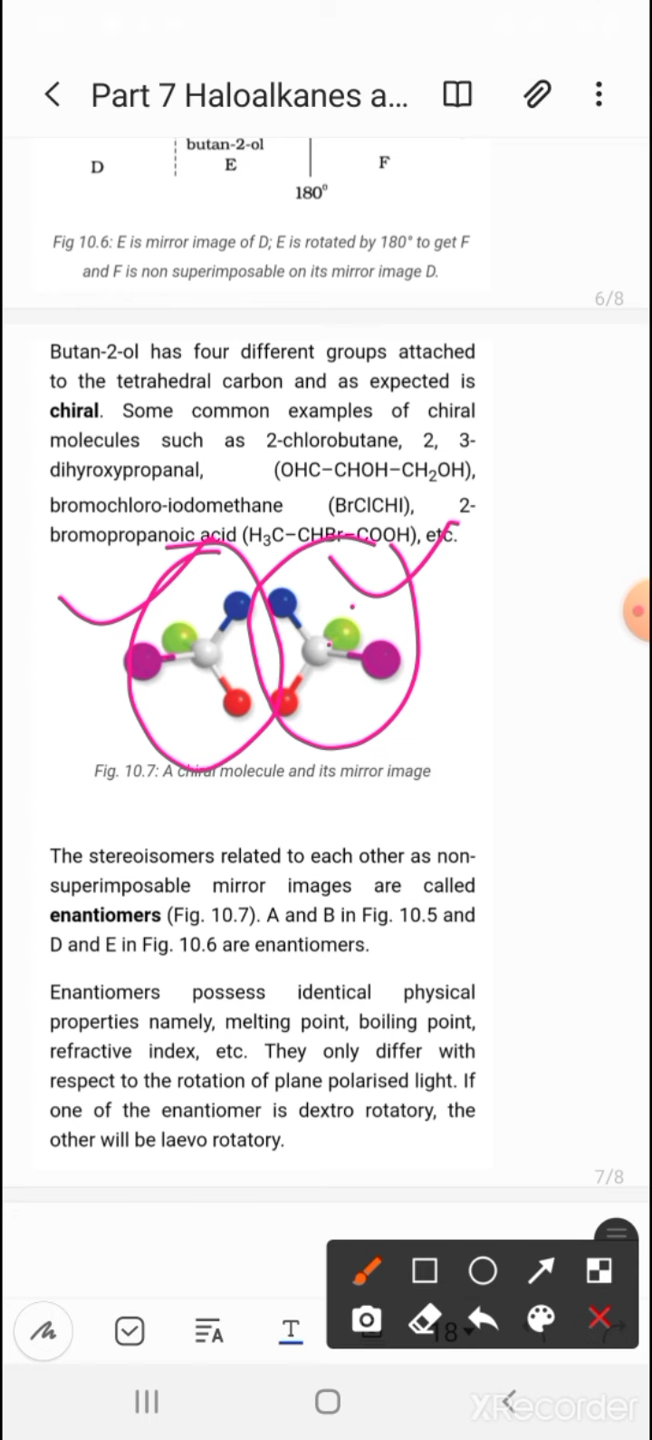 Part 7 Haloalkanes a...
butan-2-ol
D E F
180°
Fig 10.6: E is mirror image of D; E is rotated by 180° to get F
and F is non superimposable on its mirror image D.
6/8
Butan-2-ol has four different groups attached
to the tetrahedral carbon and as expected is
chiral. Some common examples of chiral
molecules such as 2-chlorobutane, 2, 3-
dihyroxypropanal, (OHC–CHOH–CH₂OH),
bromochloro-iodomethane (BrClCHI), 2-
bromopropanoic acid (H₃C–CHBr–COOH), etc.
Fig. 10.7: A chiral molecule and its mirror image
The stereoisomers related to each other as non-
superimposable mirror images are called
enantiomers (Fig. 10.7). A and B in Fig. 10.5 and
D and E in Fig. 10.6 are enantiomers.
Enantiomers possess identical physical
properties namely, melting point, boiling point,
refractive index, etc. They only differ with
respect to the rotation of plane polarised light. If
one of the enantiomer is dextro rotatory, the
other will be laevo rotatory.
7/8
A T 18
XRecorder